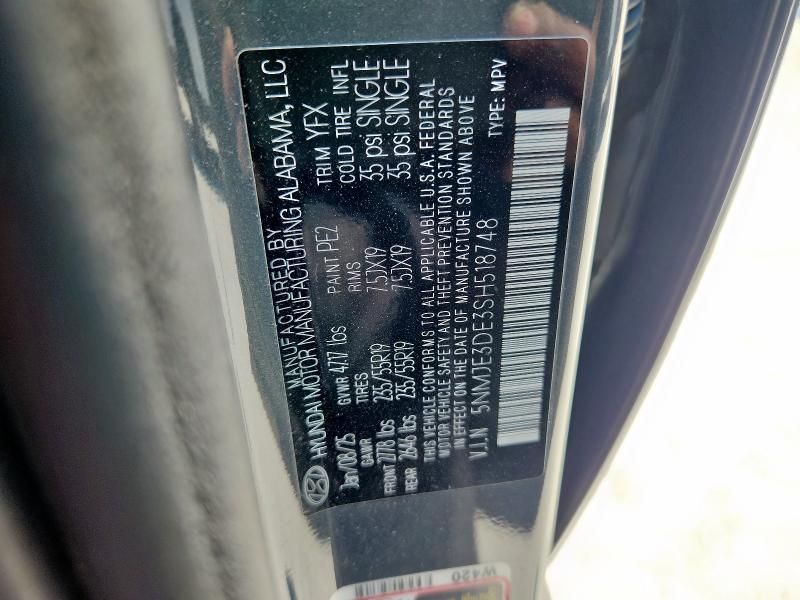 MANUFACTURED BY
HYUNDAI MOTOR MANUFACTURING ALABAMA, LLC
Jan/08/25 GVWR 4717 lbs PAINT PE2 TRIM YFX
GAWR TIRES RIMS COLD TIRE INFL
FRONT 2778 lbs 235/55R19 7.5JX19 35 psi SINGLE
REAR 2646 lbs 235/55R19 7.5JX19 35 psi SINGLE
THIS VEHICLE CONFORMS TO ALL APPLICABLE U.S.A. FEDERAL
MOTOR VEHICLE SAFETY AND THEFT PREVENTION STANDARDS
IN EFFECT ON THE DATE OF MANUFACTURE SHOWN ABOVE
V.I.N 5NMJE3DE3SH518748 TYPE: MPV
W420